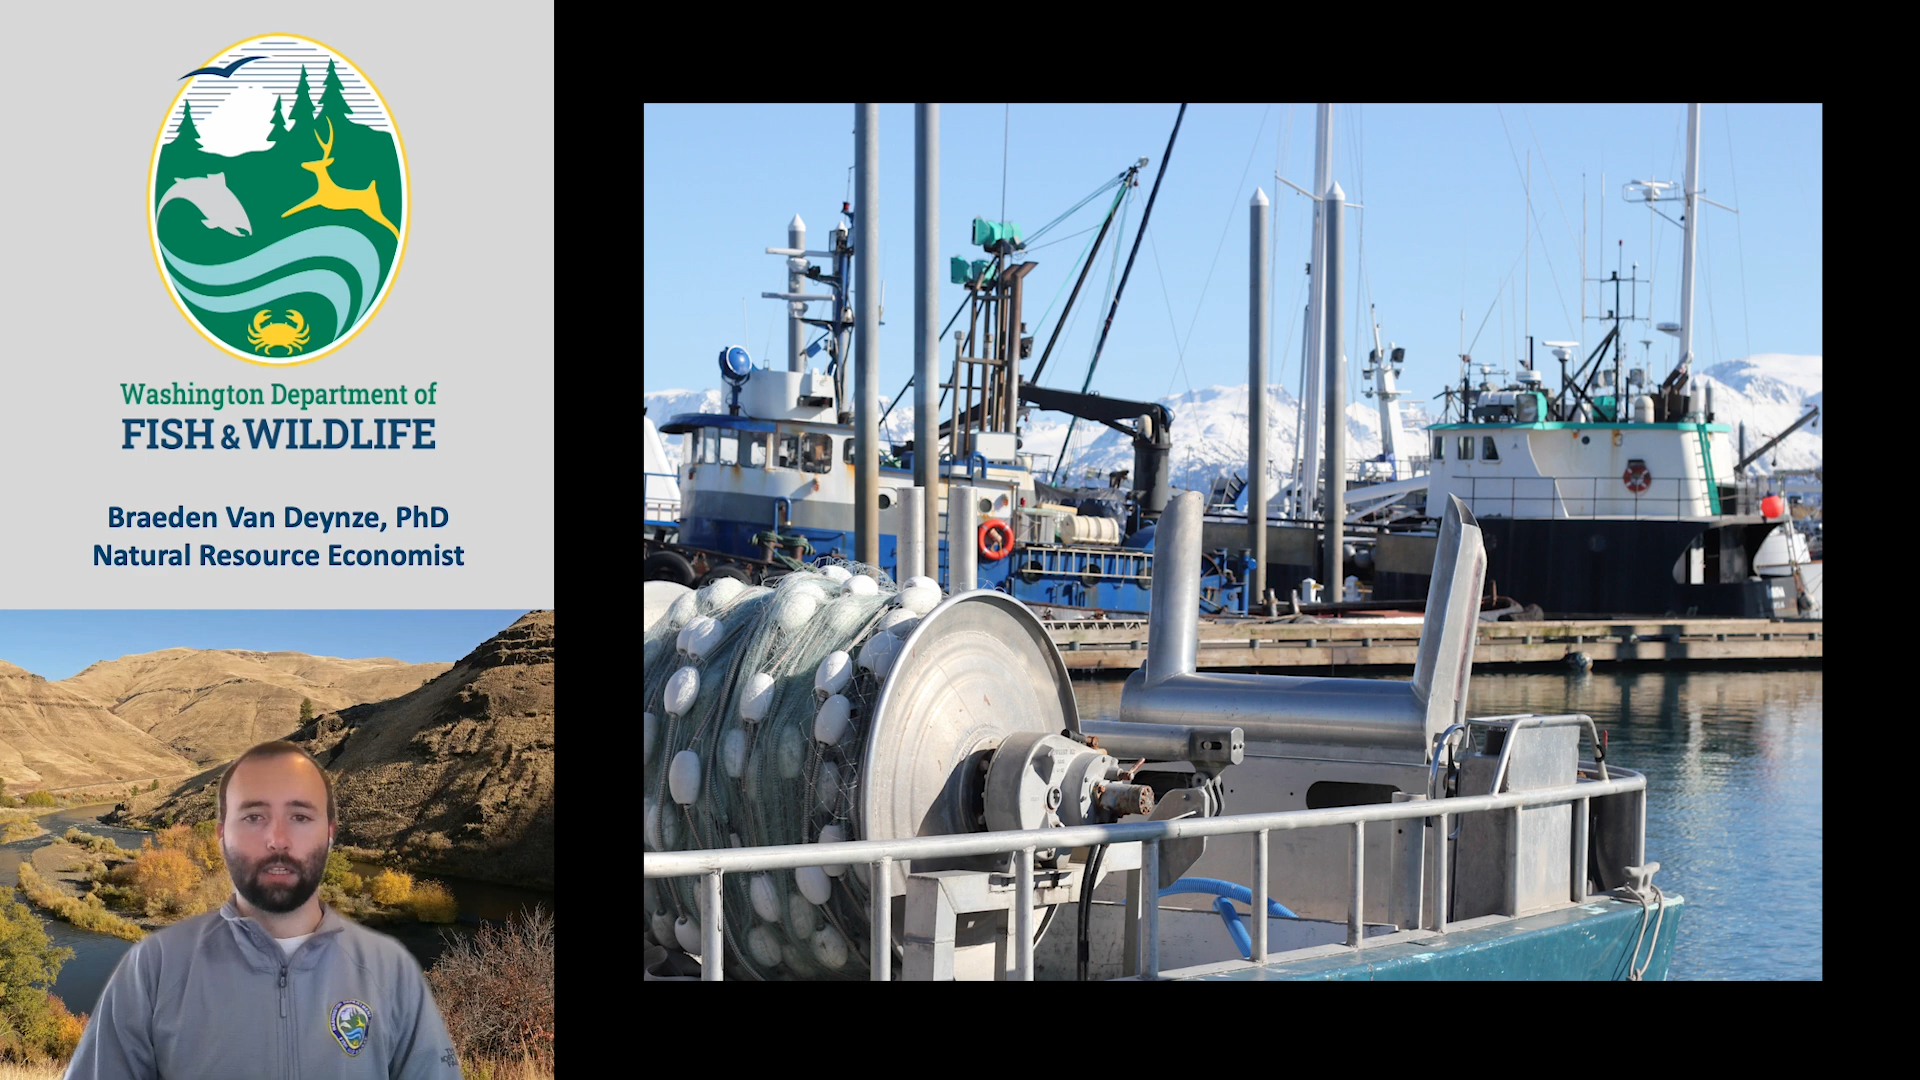 Washington Department of
FISH & WILDLIFE
Braeden Van Deynze, PhD
Natural Resource Economist